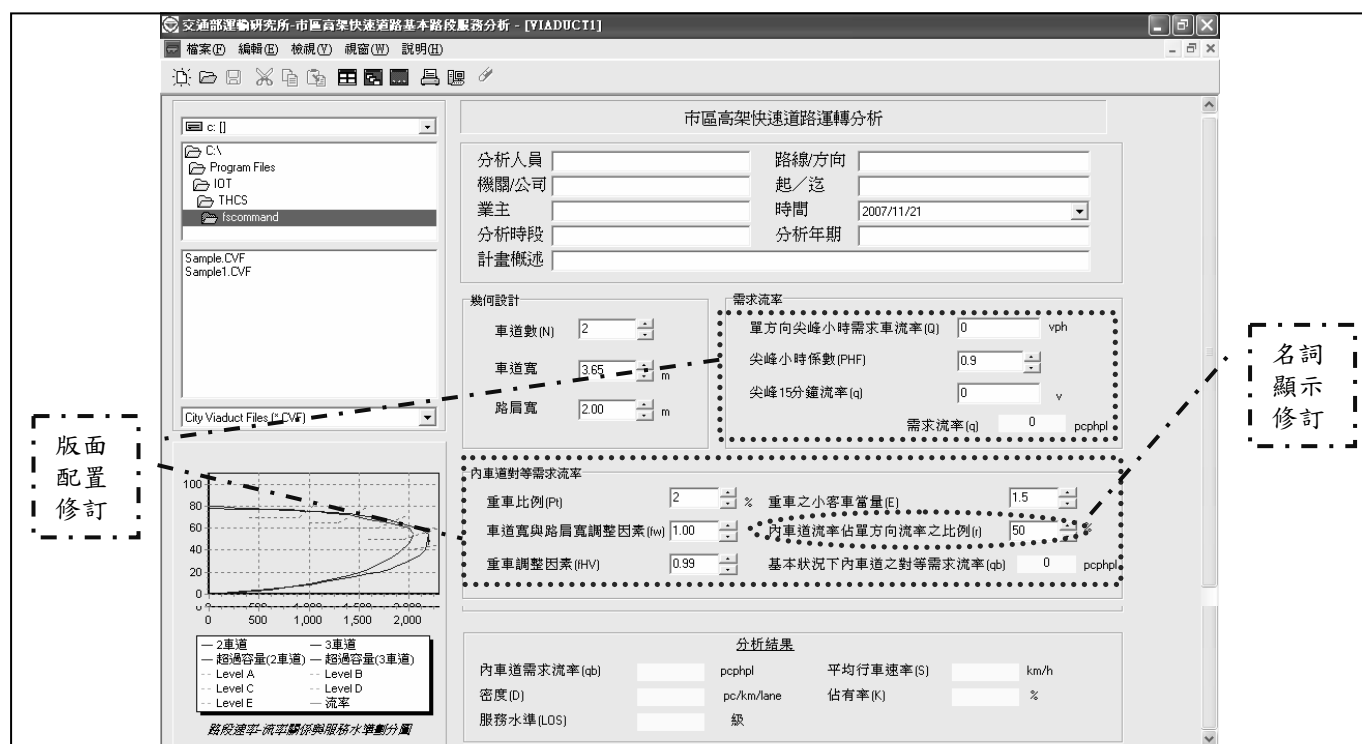 交通部運輸研究所-市區高架快速道路基本路段服務分析 - [VIADUCT1]
檔案(F) 編輯(E) 檢視(V) 視窗(W) 說明(H)
c: []
C:\
Program Files
IOT
THCS
fscommand
Sample.CVF
Sample1.CVF
City Viaduct Files (*.CVF)
市區高架快速道路運轉分析
分析人員
路線/方向
機關/公司
起／迄
業主
時間 2007/11/21
分析時段
分析年期
計畫概述
幾何設計
車道數(N) 2
車道寬 3.65 m
路肩寬 2.00 m
需求流率
單方向尖峰小時需求車流率(Q) 0 vph
尖峰小時係數(PHF) 0.9
尖峰15分鐘流率(q) 0 v
需求流率(q) 0 pcphpl
內車道對等需求流率
重車比例(Pt) 2 % 重車之小客車當量(E) 1.5
車道寬與路肩寬調整因素(fw) 1.00 內車道流率佔單方向流率之比例(r) 50 %
重車調整因素(fHV) 0.99 基本狀況下內車道之對等需求流率(qb) 0 pcphpl
版面
配置
修訂
名詞
顯示
修訂
100
80
60
40
20
0
0 500 1,000 1,500 2,000
2車道 3車道
超過容量(2車道) 超過容量(3車道)
Level A Level B
Level C Level D
Level E 流率
路段速率-流率關係與服務水準劃分圖
分析結果
內車道需求流率(qb) pcphpl 平均行車速率(S) km/h
密度(D) pc/km/lane 佔有率(K) %
服務水準(LOS) 級